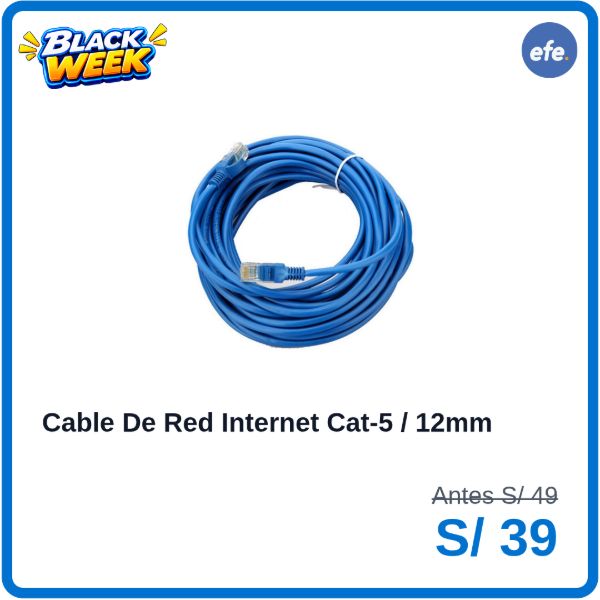 BLACK
WEEK
efe.
Cable De Red Internet Cat-5 / 12mm
Antes S/ 49
S/ 39